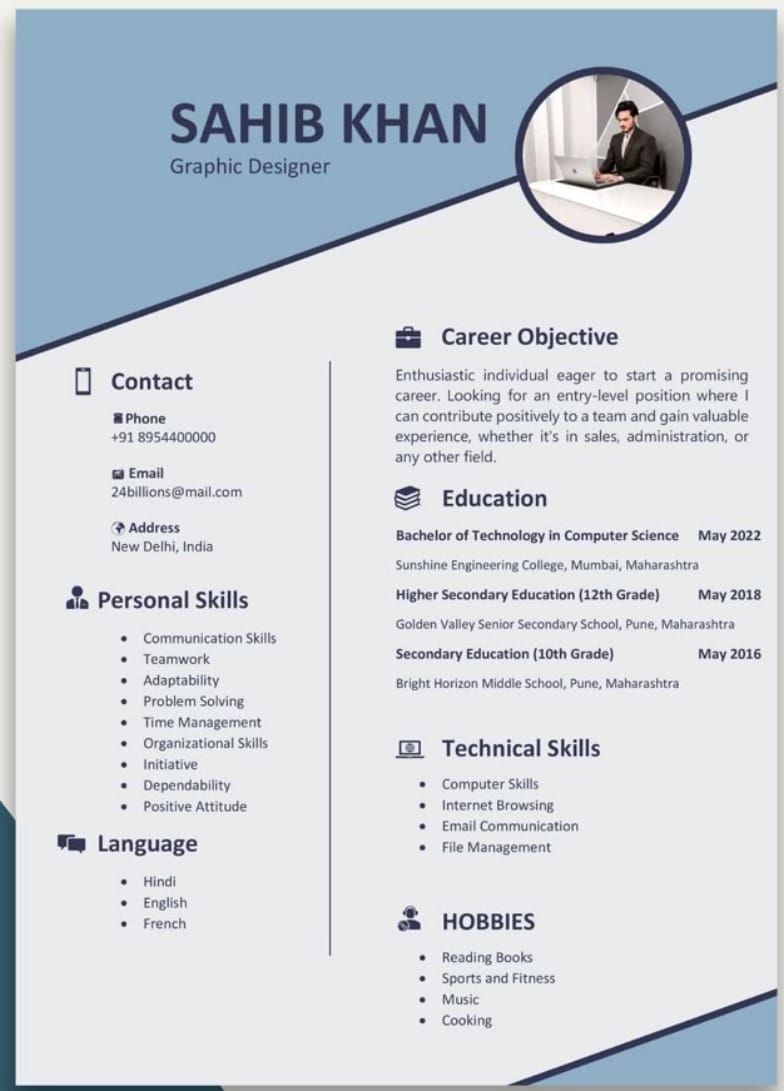 SAHIB KHAN
Graphic Designer
Contact
Phone
+91 8954400000
Email
24billions@mail.com
Address
New Delhi, India
Personal Skills
• Communication Skills
• Teamwork
• Adaptability
• Problem Solving
• Time Management
• Organizational Skills
• Initiative
• Dependability
• Positive Attitude
Language
• Hindi
• English
• French
Career Objective
Enthusiastic individual eager to start a promising
career. Looking for an entry-level position where I
can contribute positively to a team and gain valuable
experience, whether it's in sales, administration, or
any other field.
Education
Bachelor of Technology in Computer Science May 2022
Sunshine Engineering College, Mumbai, Maharashtra
Higher Secondary Education (12th Grade) May 2018
Golden Valley Senior Secondary School, Pune, Maharashtra
Secondary Education (10th Grade) May 2016
Bright Horizon Middle School, Pune, Maharashtra
Technical Skills
• Computer Skills
• Internet Browsing
• Email Communication
• File Management
HOBBIES
• Reading Books
• Sports and Fitness
• Music
• Cooking